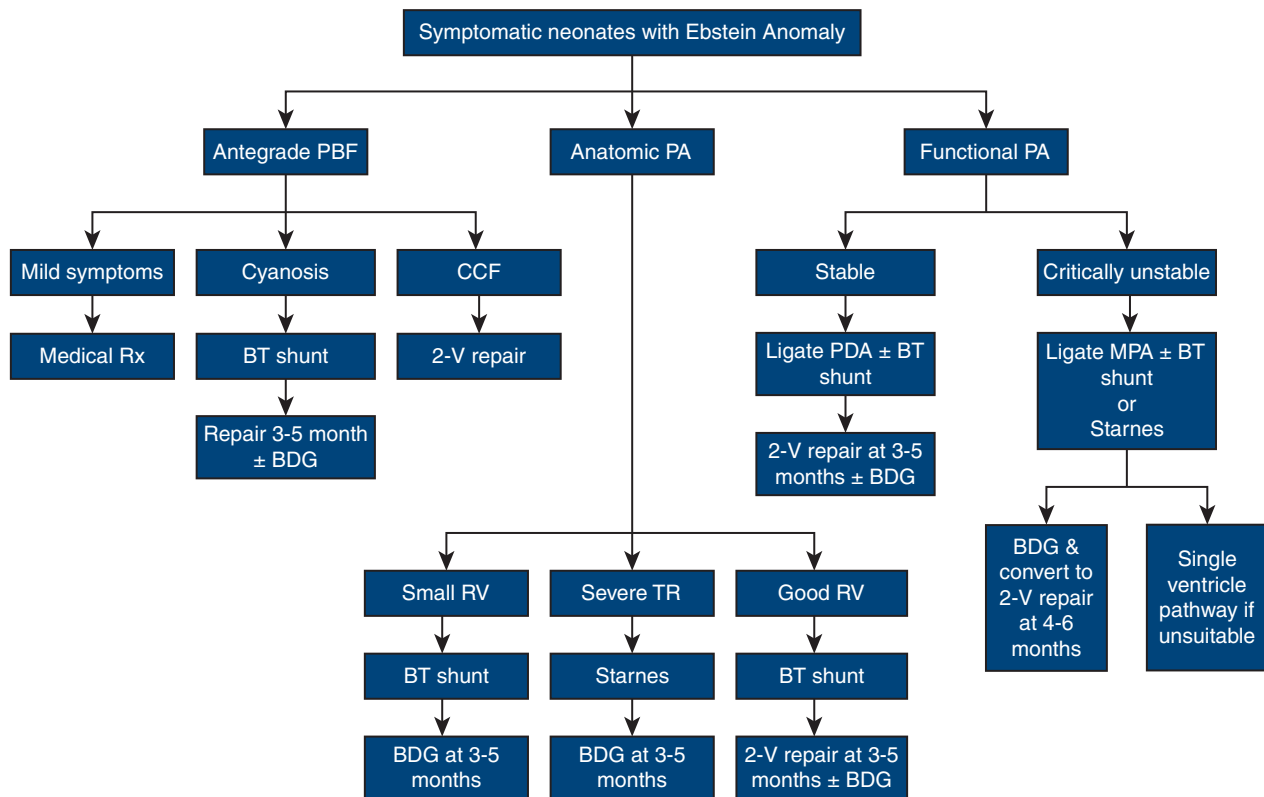 Symptomatic neonates with Ebstein Anomaly
Antegrade PBF
Anatomic PA
Functional PA
Mild symptoms
Cyanosis
CCF
Stable
Critically unstable
Medical Rx
BT shunt
2-V repair
Ligate PDA ± BT
shunt
Ligate MPA ± BT
shunt
or
Starnes
Repair 3-5 month
± BDG
2-V repair at 3-5
months ± BDG
BDG &
convert to
2-V repair
at 4-6
months
Single
ventricle
pathway if
unsuitable
Small RV
Severe TR
Good RV
BT shunt
Starnes
BT shunt
BDG at 3-5
months
BDG at 3-5
months
2-V repair at 3-5
months ± BDG